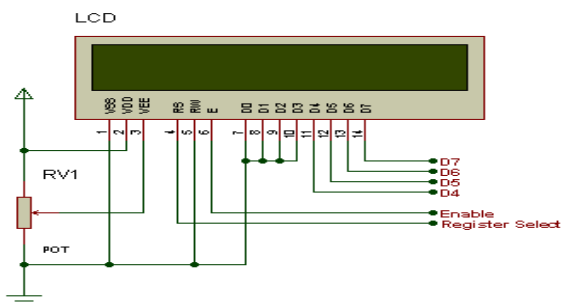 LCD
VSS VDD VEE RS RW E D0 D1 D2 D3 D4 D5 D6 D7
1 2 3 4 5 6 7 8 9 10 11 12 13 14
D7
D6
D5
D4
RV1
Enable
Register Select
POT